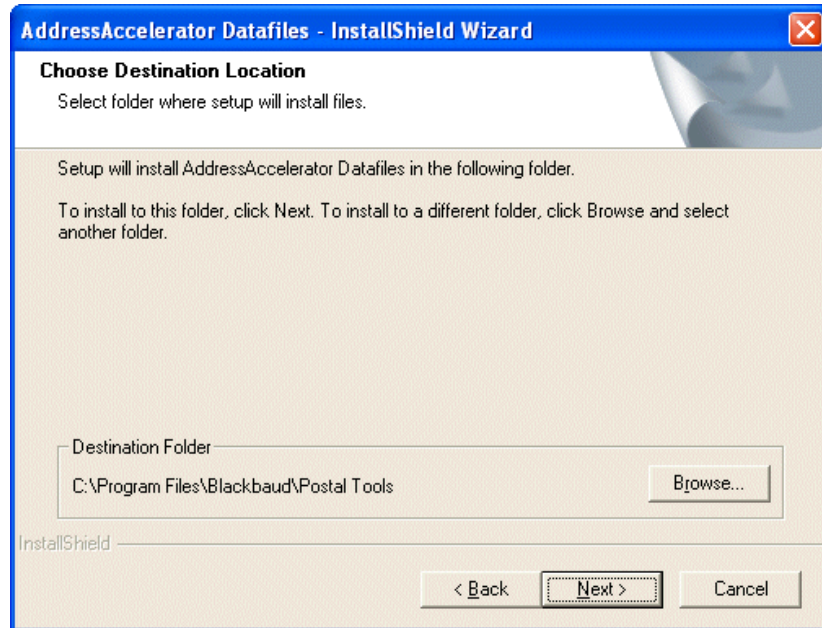 AddressAccelerator Datafiles - InstallShield Wizard
Choose Destination Location
Select folder where setup will install files.
Setup will install AddressAccelerator Datafiles in the following folder.
To install to this folder, click Next. To install to a different folder, click Browse and select
another folder.
Destination Folder
C:\Program Files\Blackbaud\Postal Tools
Browse...
InstallShield
< Back
Next >
Cancel